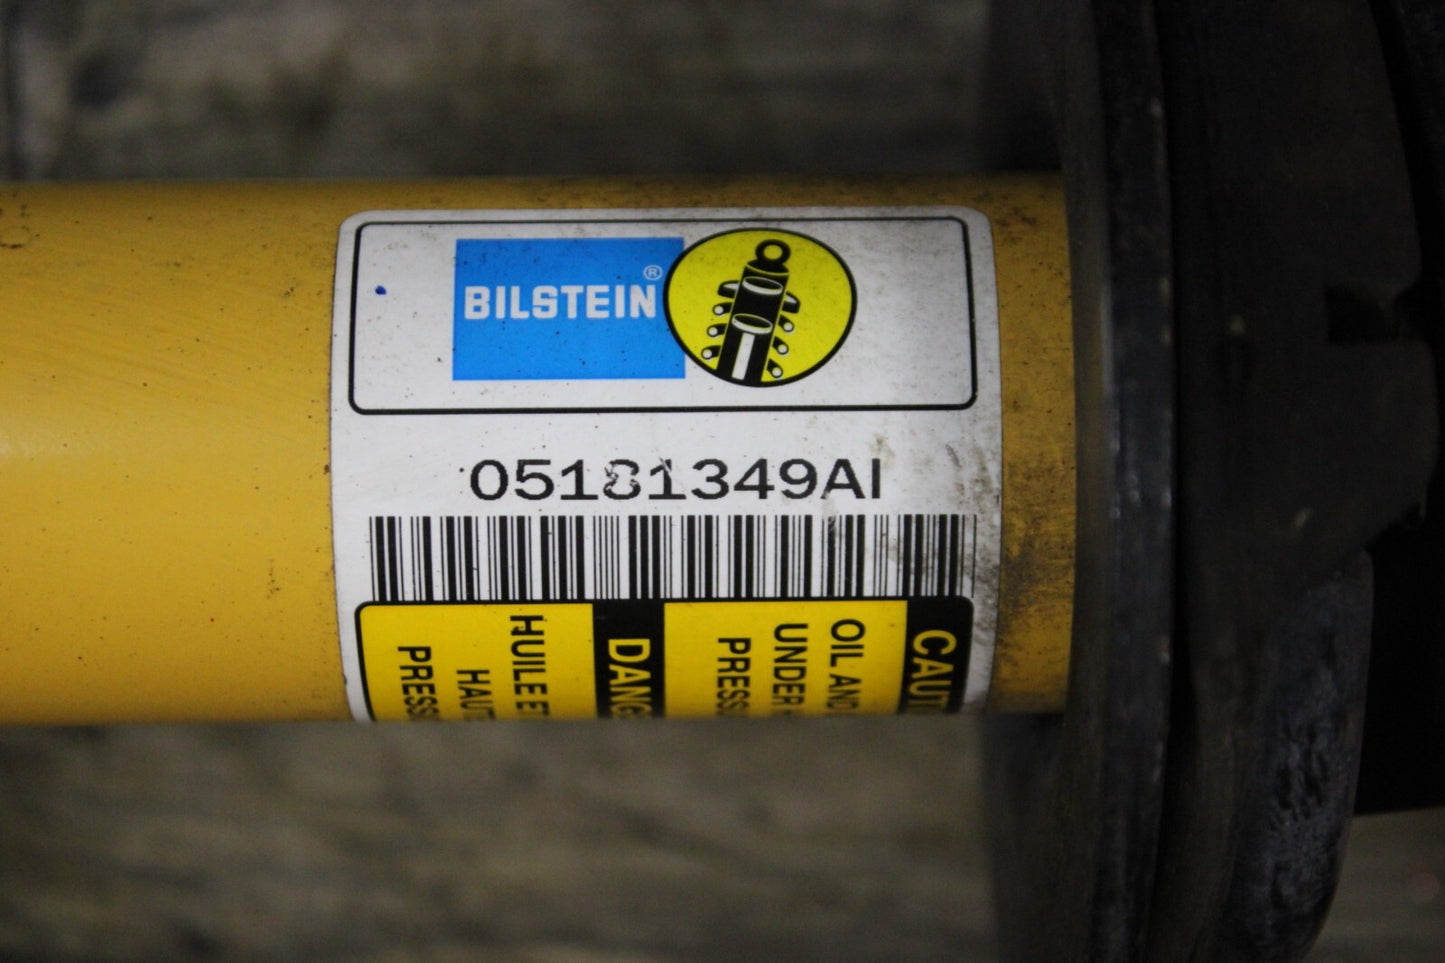 BILSTEIN®
05181349AI
CAUT
OIL AND
UNDER
PRESS
DANG
HUILE ET
HAUT
PRESS